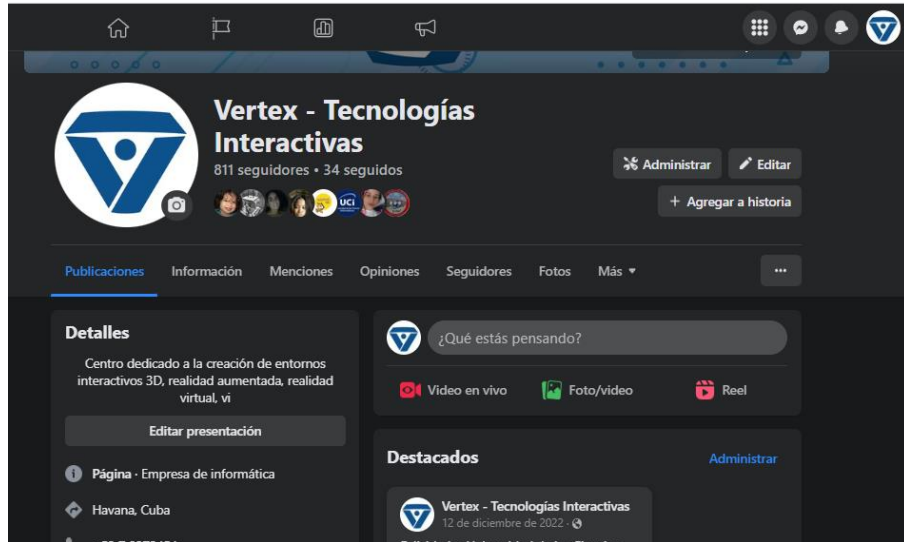 Vertex - Tecnologías
Interactivas
811 seguidores • 34 seguidos
UCI
Administrar
Editar
+ Agregar a historia
Publicaciones
Información
Menciones
Opiniones
Seguidores
Fotos
Más
Detalles
Centro dedicado a la creación de entornos
interactivos 3D, realidad aumentada, realidad
virtual, vi
Editar presentación
Página · Empresa de informática
Havana, Cuba
¿Qué estás pensando?
Video en vivo
Foto/video
Reel
Destacados
Administrar
Vertex - Tecnologías Interactivas
12 de diciembre de 2022 ·